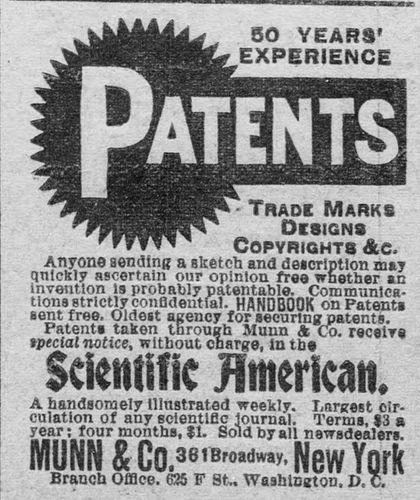 50 YEARS'
EXPERIENCE
PATENTS
TRADE MARKS
DESIGNS
COPYRIGHTS &C.
Anyone sending a sketch and description may
quickly ascertain our opinion free whether an
invention is probably patentable. Communica-
tions strictly confidential. HANDBOOK on Patents
sent free. Oldest agency for securing patents.
Patents taken through Munn & Co. receive
special notice, without charge, in the
Scientific American.
A handsomely illustrated weekly. Largest cir-
culation of any scientific journal. Terms, $3 a
year; four months, $1. Sold by all newsdealers.
MUNN & Co. 361 Broadway, New York
Branch Office, 625 F St., Washington, D. C.